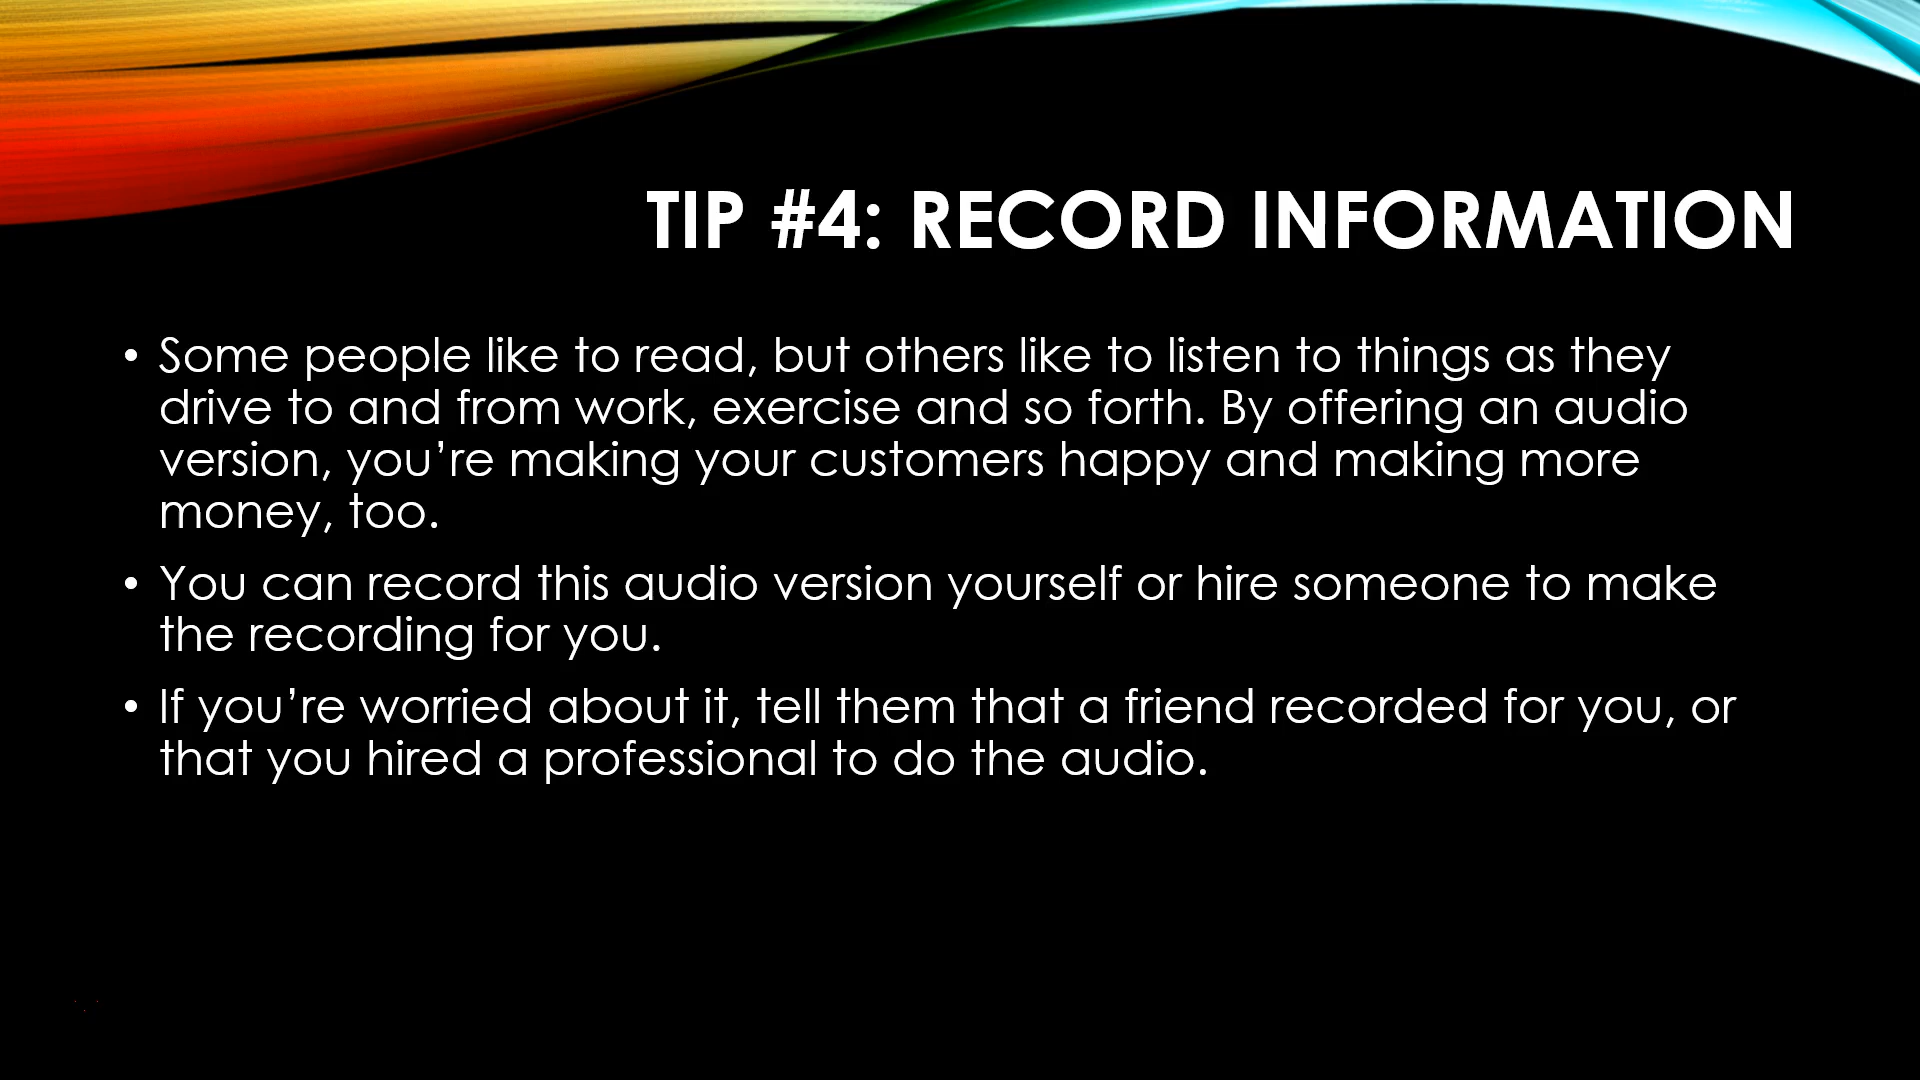 TIP #4: RECORD INFORMATION
• Some people like to read, but others like to listen to things as they
drive to and from work, exercise and so forth. By offering an audio
version, you’re making your customers happy and making more
money, too.
• You can record this audio version yourself or hire someone to make
the recording for you.
• If you’re worried about it, tell them that a friend recorded for you, or
that you hired a professional to do the audio.